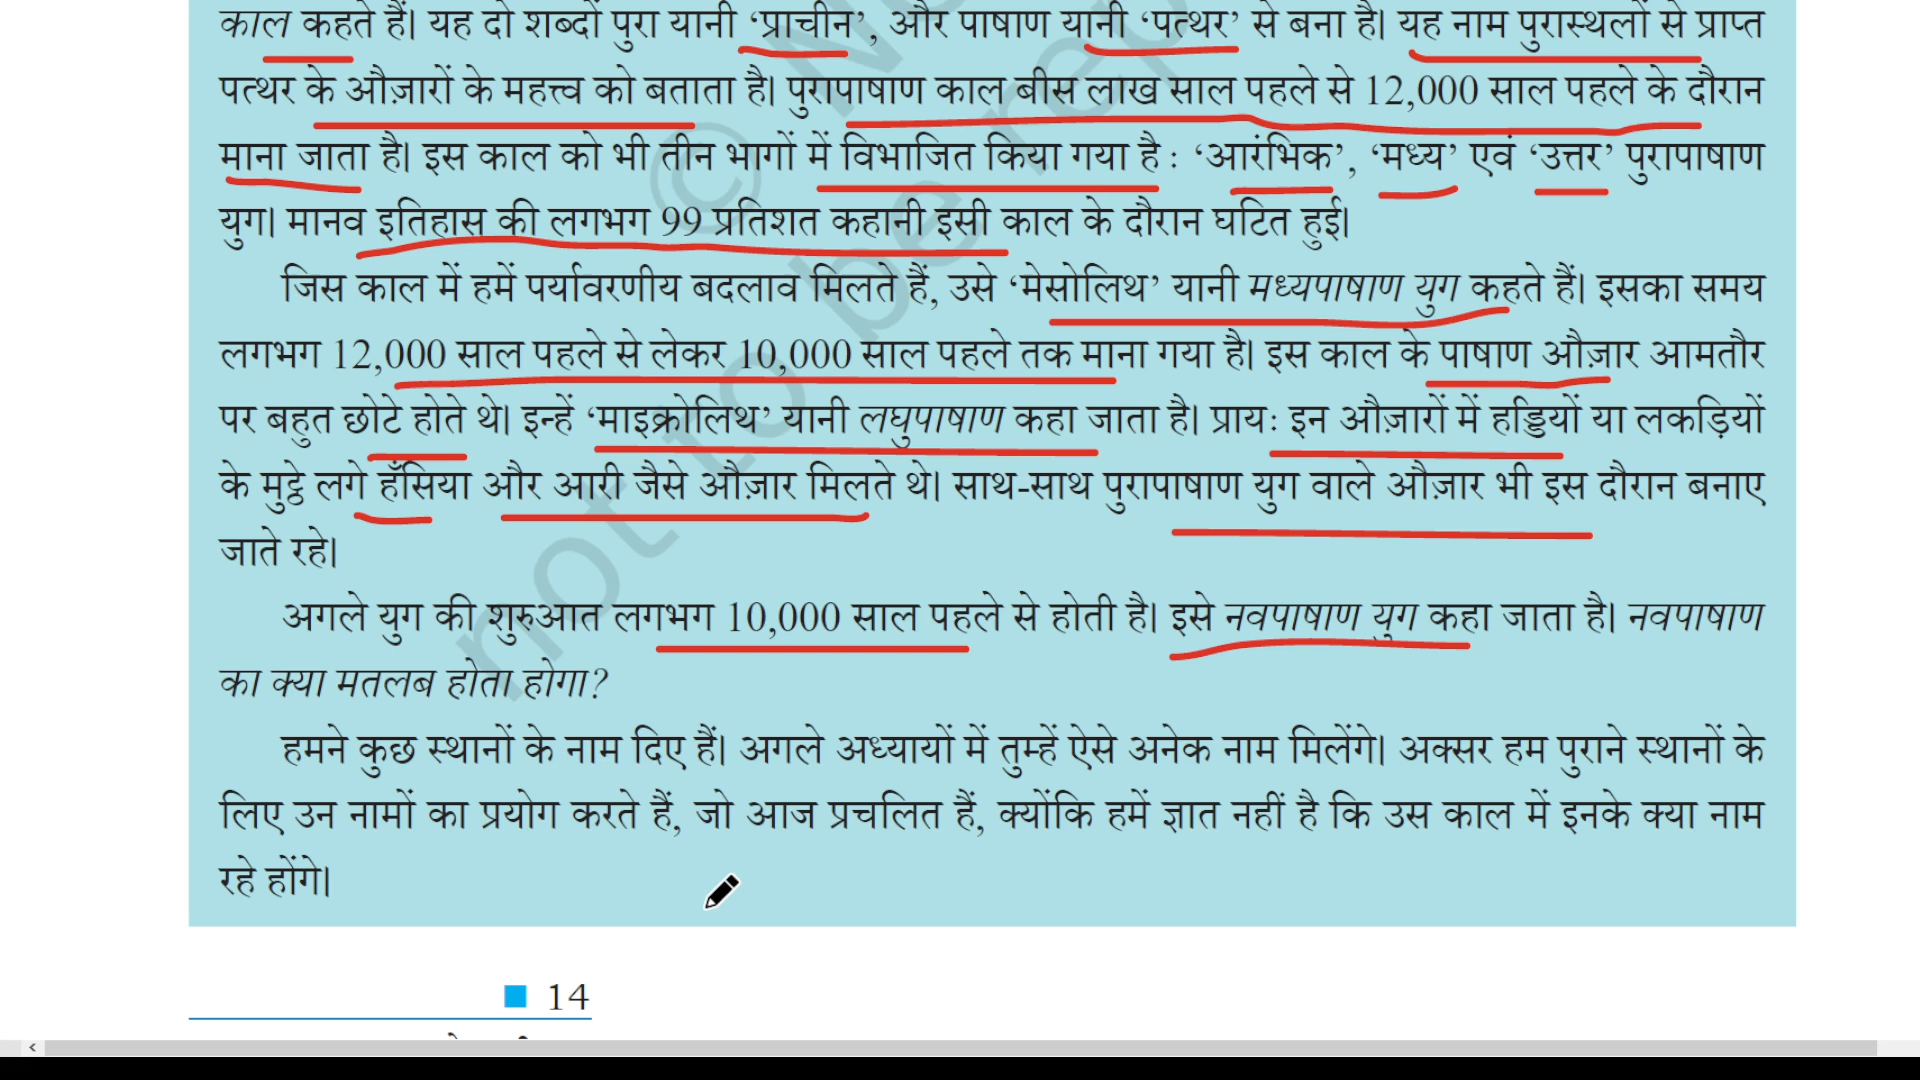 काल कहते हैं। यह दो शब्दों पुरा यानी ‘प्राचीन’, और पाषाण यानी ‘पत्थर’ से बना है। यह नाम पुरास्थलों से प्राप्त
पत्थर के औज़ारों के महत्त्व को बताता है। पुरापाषाण काल बीस लाख साल पहले से 12,000 साल पहले के दौरान
माना जाता है। इस काल को भी तीन भागों में विभाजित किया गया है : ‘आरंभिक’, ‘मध्य’ एवं ‘उत्तर’ पुरापाषाण
युग। मानव इतिहास की लगभग 99 प्रतिशत कहानी इसी काल के दौरान घटित हुई।
जिस काल में हमें पर्यावरणीय बदलाव मिलते हैं, उसे ‘मेसोलिथ’ यानी मध्यपाषाण युग कहते हैं। इसका समय
लगभग 12,000 साल पहले से लेकर 10,000 साल पहले तक माना गया है। इस काल के पाषाण औज़ार आमतौर
पर बहुत छोटे होते थे। इन्हें ‘माइक्रोलिथ’ यानी लघुपाषाण कहा जाता है। प्रायः इन औज़ारों में हड्डियों या लकड़ियों
के मुट्ठे लगे हँसिया और आरी जैसे औज़ार मिलते थे। साथ-साथ पुरापाषाण युग वाले औज़ार भी इस दौरान बनाए
जाते रहे।
अगले युग की शुरुआत लगभग 10,000 साल पहले से होती है। इसे नवपाषाण युग कहा जाता है। नवपाषाण
का क्या मतलब होता होगा?
हमने कुछ स्थानों के नाम दिए हैं। अगले अध्यायों में तुम्हें ऐसे अनेक नाम मिलेंगे। अक्सर हम पुराने स्थानों के
लिए उन नामों का प्रयोग करते हैं, जो आज प्रचलित हैं, क्योंकि हमें ज्ञात नहीं है कि उस काल में इनके क्या नाम
रहे होंगे।
14
© not to be rep